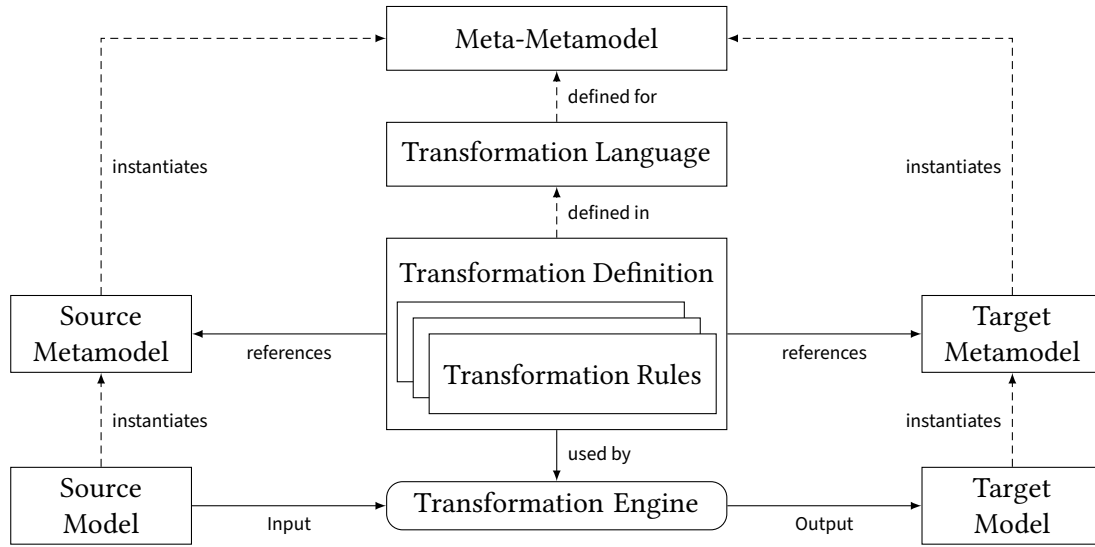 Meta-Metamodel
defined for
Transformation Language
instantiates
instantiates
defined in
Transformation Definition
Source
Metamodel
Target
Metamodel
references
references
Transformation Rules
instantiates
instantiates
used by
Source
Model
Transformation Engine
Target
Model
Input
Output